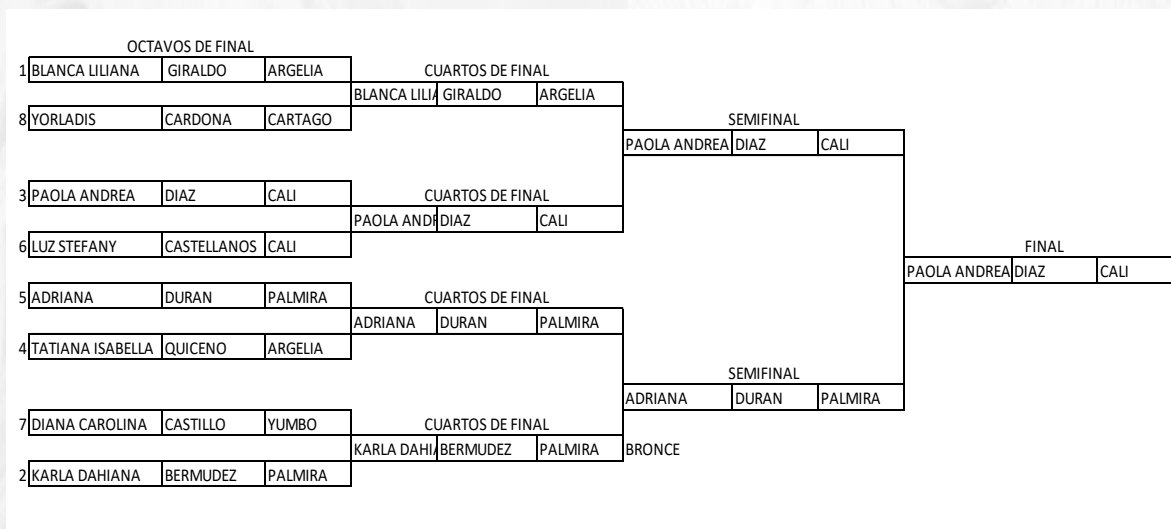 OCTAVOS DE FINAL
1 BLANCA LILIANA GIRALDO ARGELIA
CUARTOS DE FINAL
BLANCA LILI GIRALDO ARGELIA
8 YORLADIS CARDONA CARTAGO
SEMIFINAL
PAOLA ANDREA DIAZ CALI
3 PAOLA ANDREA DIAZ CALI
CUARTOS DE FINAL
PAOLA AND DIAZ CALI
6 LUZ STEFANY CASTELLANOS CALI
FINAL
PAOLA ANDREA DIAZ CALI
5 ADRIANA DURAN PALMIRA
CUARTOS DE FINAL
ADRIANA DURAN PALMIRA
4 TATIANA ISABELLA QUICENO ARGELIA
SEMIFINAL
ADRIANA DURAN PALMIRA
7 DIANA CAROLINA CASTILLO YUMBO
CUARTOS DE FINAL
KARLA DAHI BERMUDEZ PALMIRA BRONCE
2 KARLA DAHIANA BERMUDEZ PALMIRA